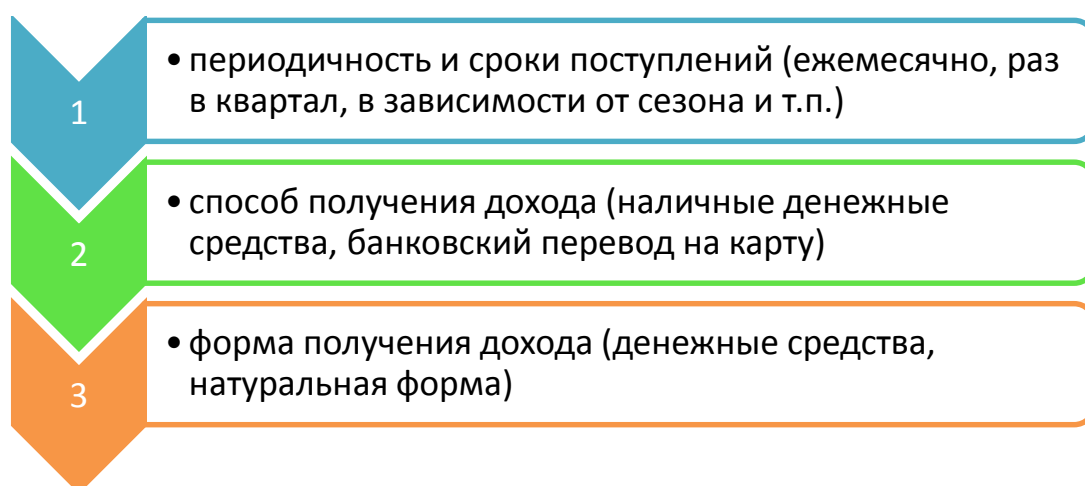 1
• периодичность и сроки поступлений (ежемесячно, раз
в квартал, в зависимости от сезона и т.п.)
2
• способ получения дохода (наличные денежные
средства, банковский перевод на карту)
3
• форма получения дохода (денежные средства,
натуральная форма)